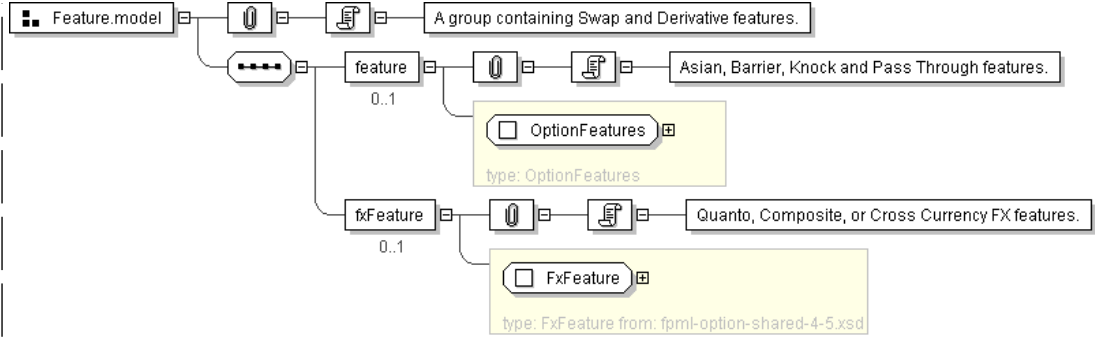 Feature.model
A group containing Swap and Derivative features.
feature
Asian, Barrier, Knock and Pass Through features.
0..1
OptionFeatures
type: OptionFeatures
fxFeature
Quanto, Composite, or Cross Currency FX features.
0..1
FxFeature
type: FxFeature from: fpml-option-shared-4-5.xsd